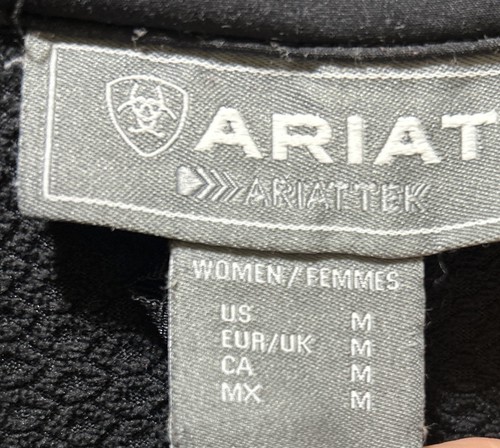 ARIAT
ARIATTEK
WOMEN/FEMMES
US M
EUR/UK M
CA M
MX M